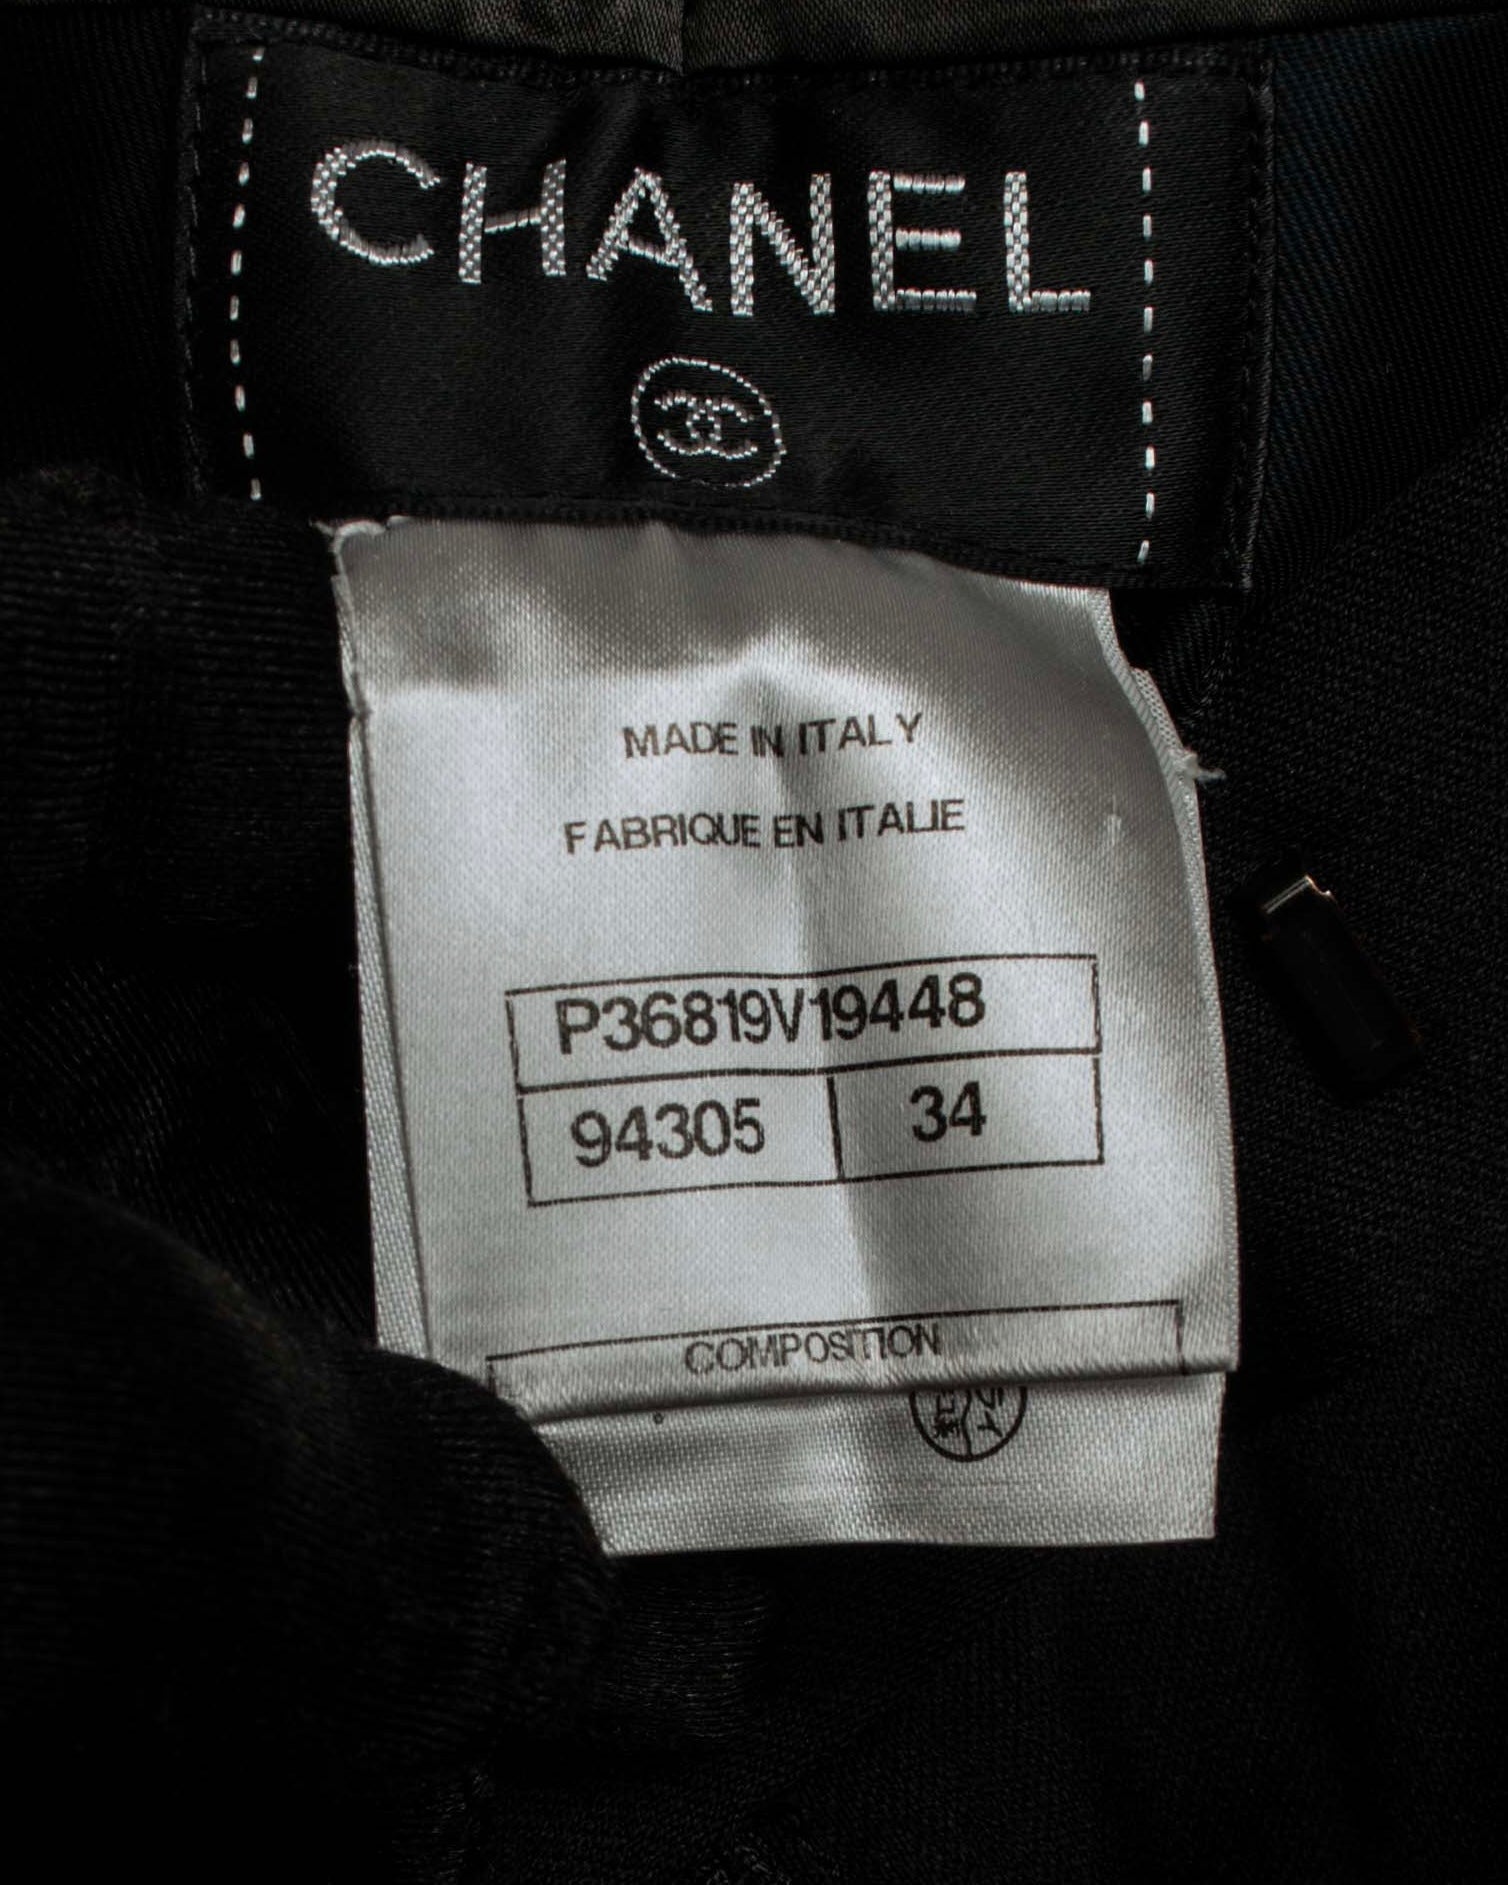 CHANEL
MADE IN ITALY
FABRIQUE EN ITALIE
P36819V19448
94305 34
COMPOSITION